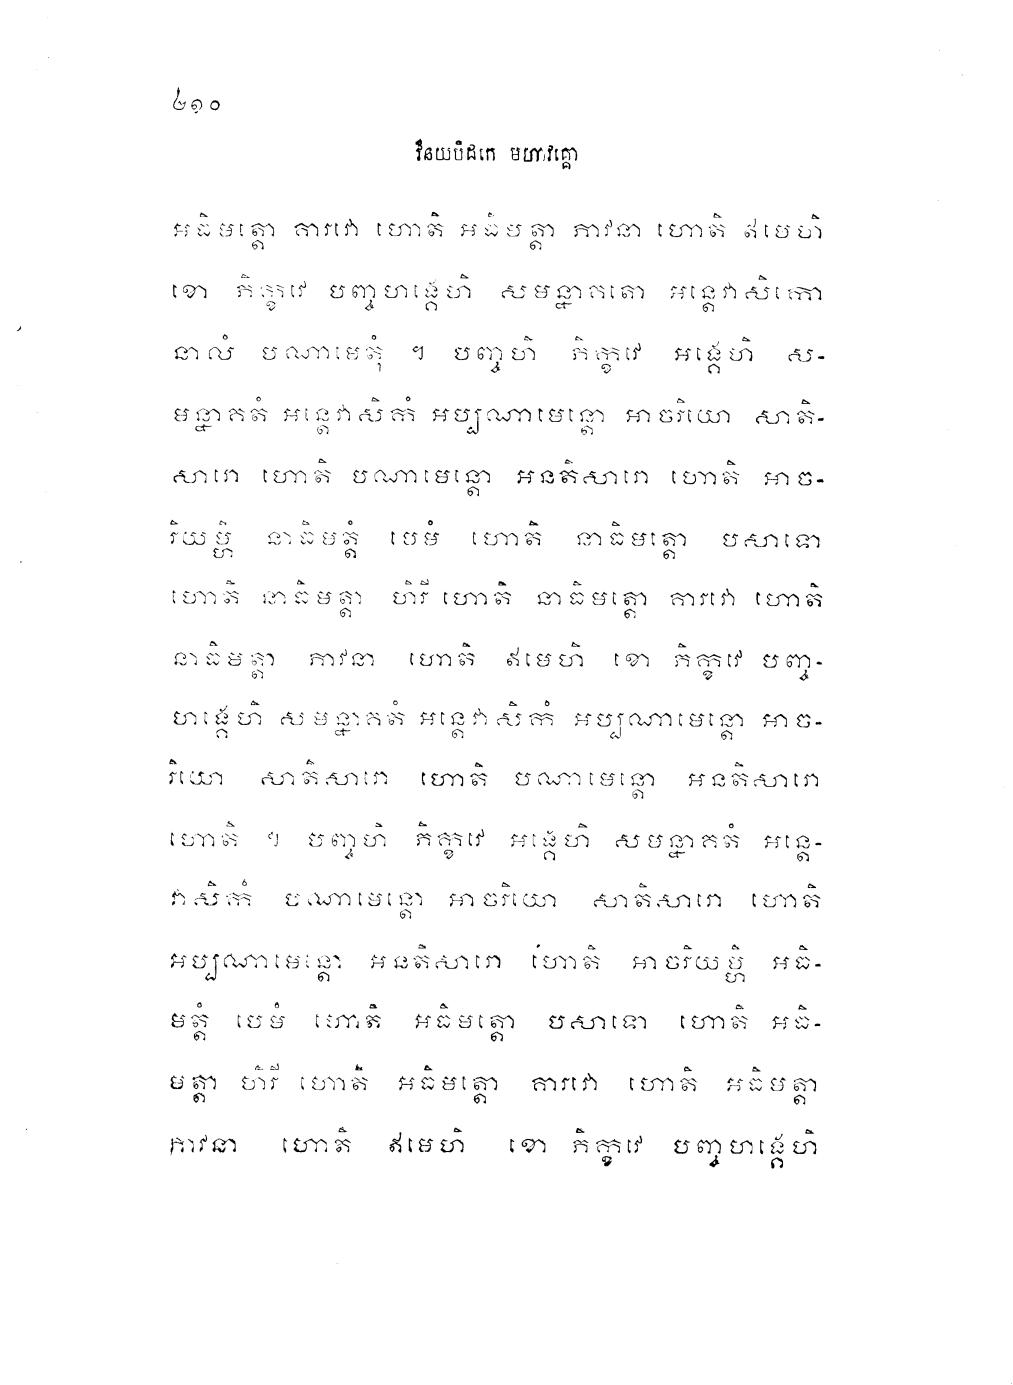 ២១០
វិនយបិដកេ មហាវគ្គោ
អធិមត្តោ គារវោ ហោតិ អធិមត្តា ភាវនា ហោតិ ឥមេហិ
ខោ ភិក្ខវេ បញ្ចហង្គេហិ សមន្នាគតោ អន្តេវាសិកោ
នាលំ បណាមេតុំ ។ បញ្ចហិ ភិក្ខវេ អង្គេហិ ស-
មន្នាគតំ អន្តេវាសិកំ អប្បណាមេន្តោ អាចរិយោ សាតិ-
សារោ ហោតិ បណាមេន្តោ អនតិសារោ ហោតិ អាច-
រិយម្ហិ នាធិមត្តំ បេមំ ហោតិ នាធិមត្តោ បសាទោ
ហោតិ នាធិមត្តា ហិរី ហោតិ នាធិមត្តោ គារវោ ហោតិ
នាធិមត្តា ភាវនា ហោតិ ឥមេហិ ខោ ភិក្ខវេ បញ្ច-
ហង្គេហិ សមន្នាគតំ អន្តេវាសិកំ អប្បណាមេន្តោ អាច-
រិយោ សាតិសារោ ហោតិ បណាមេន្តោ អនតិសារោ
ហោតិ ។ បញ្ចហិ ភិក្ខវេ អង្គេហិ សមន្នាគតំ អន្តេ-
វាសិកំ បណាមេន្តោ អាចរិយោ សាតិសារោ ហោតិ
អប្បណាមេន្តោ អនតិសារោ ហោតិ អាចរិយម្ហិ អធិ-
មត្តំ បេមំ ហោតិ អធិមត្តោ បសាទោ ហោតិ អធិ-
មត្តា ហិរី ហោតិ អធិមត្តោ គារវោ ហោតិ អធិមត្តា
ភាវនា ហោតិ ឥមេហិ ខោ ភិក្ខវេ បញ្ចហង្គេហិ